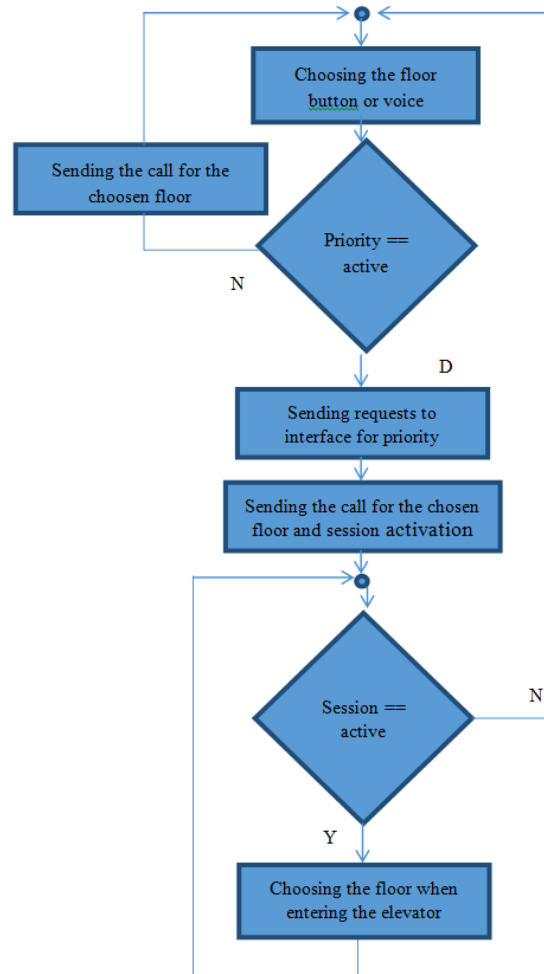 Choosing the floor
button or voice
Sending the call for the
choosen floor
Priority ==
active
N
D
Sending requests to
interface for priority
Sending the call for the chosen
floor and session activation
Session ==
active
N
Y
Choosing the floor when
entering the elevator